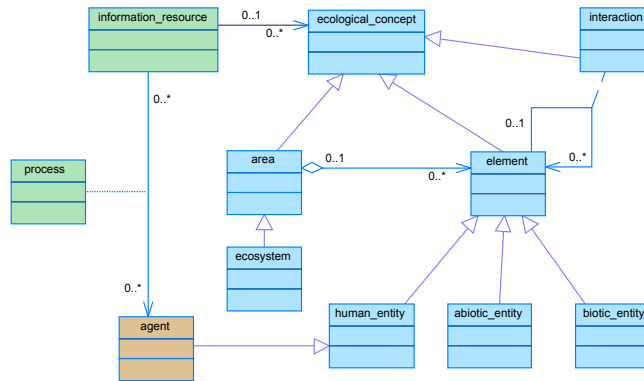 information_resource
0..1
0..*
ecological_concept
interaction
0..*
0..1
0..*
process
area
0..1
0..*
element
ecosystem
0..*
agent
human_entity
abiotic_entity
biotic_entity